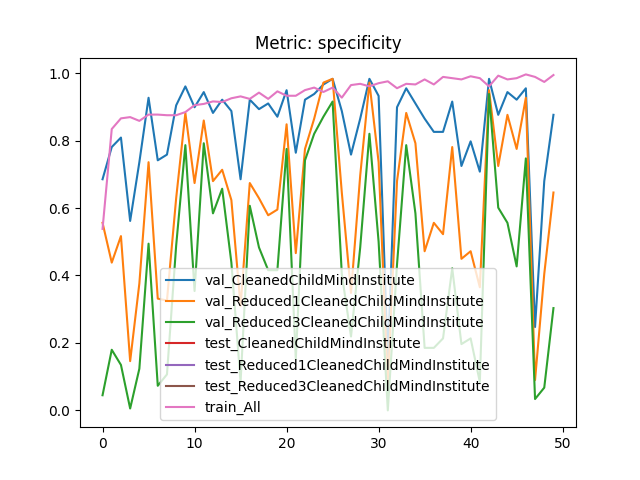 Metric: specificity
1.0
0.8
0.6
0.4
0.2
0.0
val_CleanedChildMindInstitute
val_Reduced1CleanedChildMindInstitute
val_Reduced3CleanedChildMindInstitute
test_CleanedChildMindInstitute
test_Reduced1CleanedChildMindInstitute
test_Reduced3CleanedChildMindInstitute
train_All
0 10 20 30 40 50